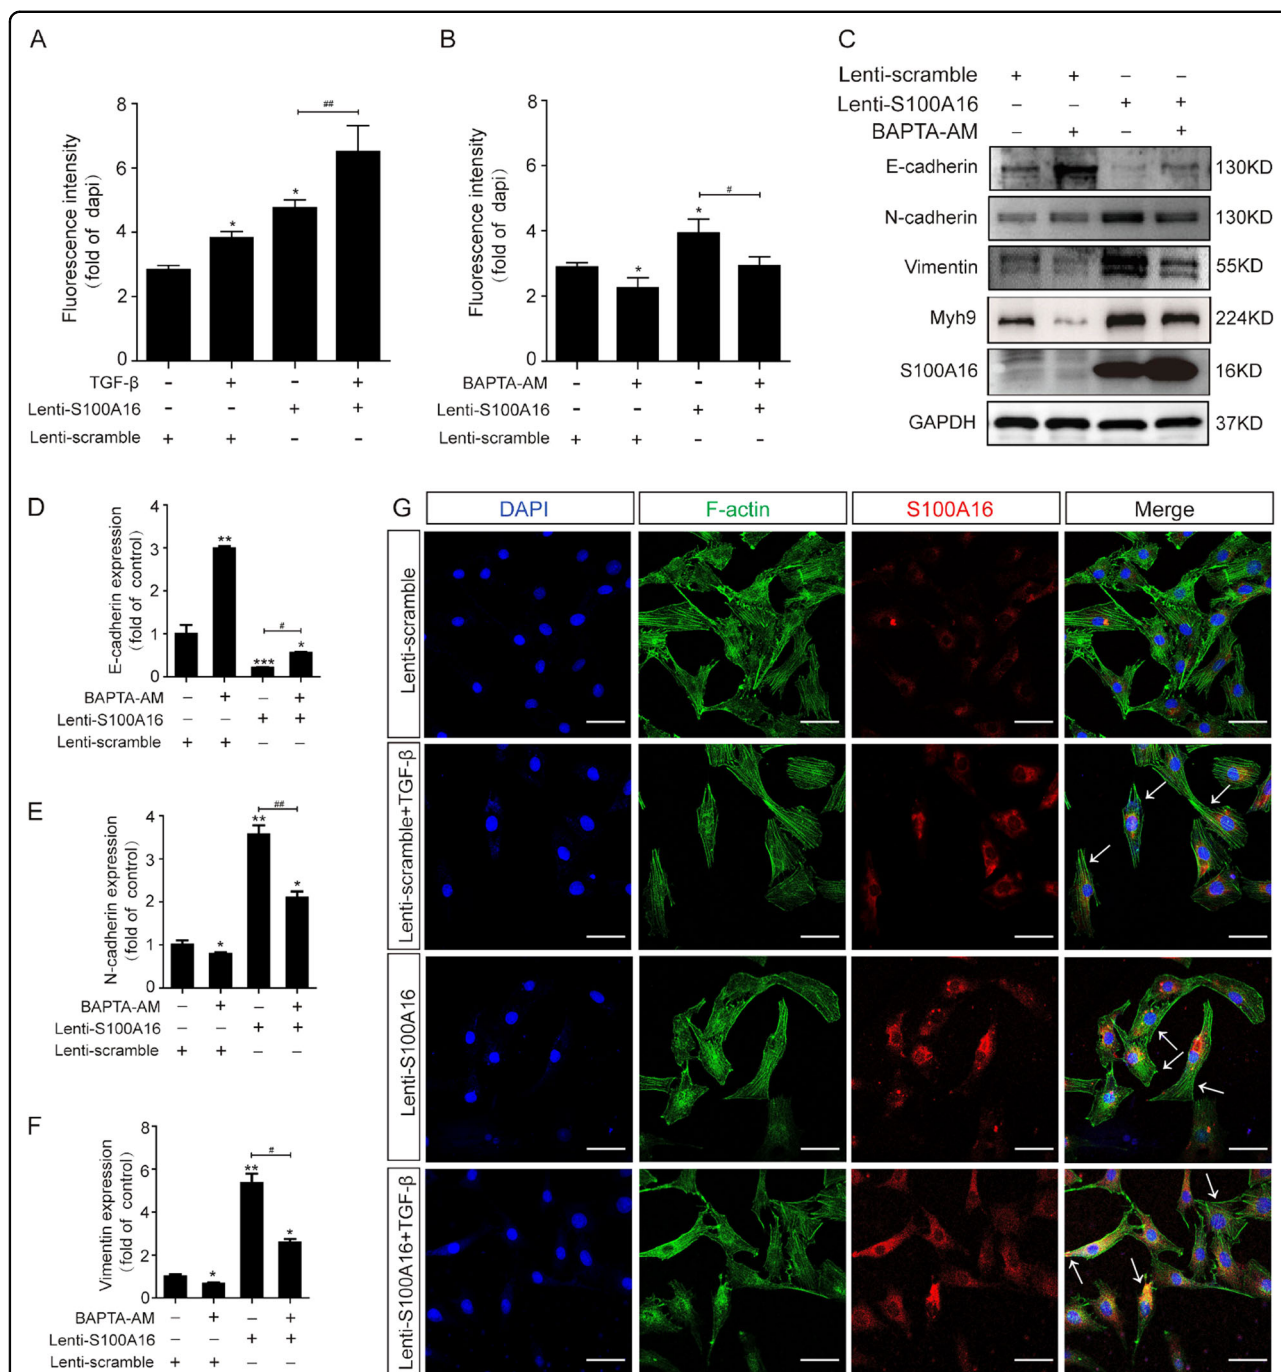 A
Fluorescence intensity
(fold of dapi)
8
6
4
2
0
*
*
##
TGF-β - + - +
Lenti-S100A16 - - + +
Lenti-scramble + + - -
B
Fluorescence intensity
(fold of dapi)
8
6
4
2
0
*
*
#
BAPTA-AM - + - +
Lenti-S100A16 - - + +
Lenti-scramble + + - -
C
Lenti-scramble + + – –
Lenti-S100A16 – – + +
BAPTA-AM – + – +
E-cadherin 130KD
N-cadherin 130KD
Vimentin 55KD
Myh9 224KD
S100A16 16KD
GAPDH 37KD
D
E-cadherin expression
(fold of control)
4
3
2
1
0
**
***
#
*
BAPTA-AM – + – +
Lenti-S100A16 – – + +
Lenti-scramble + + – –
E
N-cadherin expression
(fold of control)
4
3
2
1
0
*
**
##
*
BAPTA-AM – + – +
Lenti-S100A16 – – + +
Lenti-scramble + + – –
F
Vimentin expression
(fold of control)
8
6
4
2
0
*
**
#
*
BAPTA-AM – + – +
Lenti-S100A16 – – + +
Lenti-scramble + + – –
G
DAPI F-actin S100A16 Merge
Lenti-scramble
Lenti-scramble+TGF-β
Lenti-S100A16
Lenti-S100A16+TGF-β